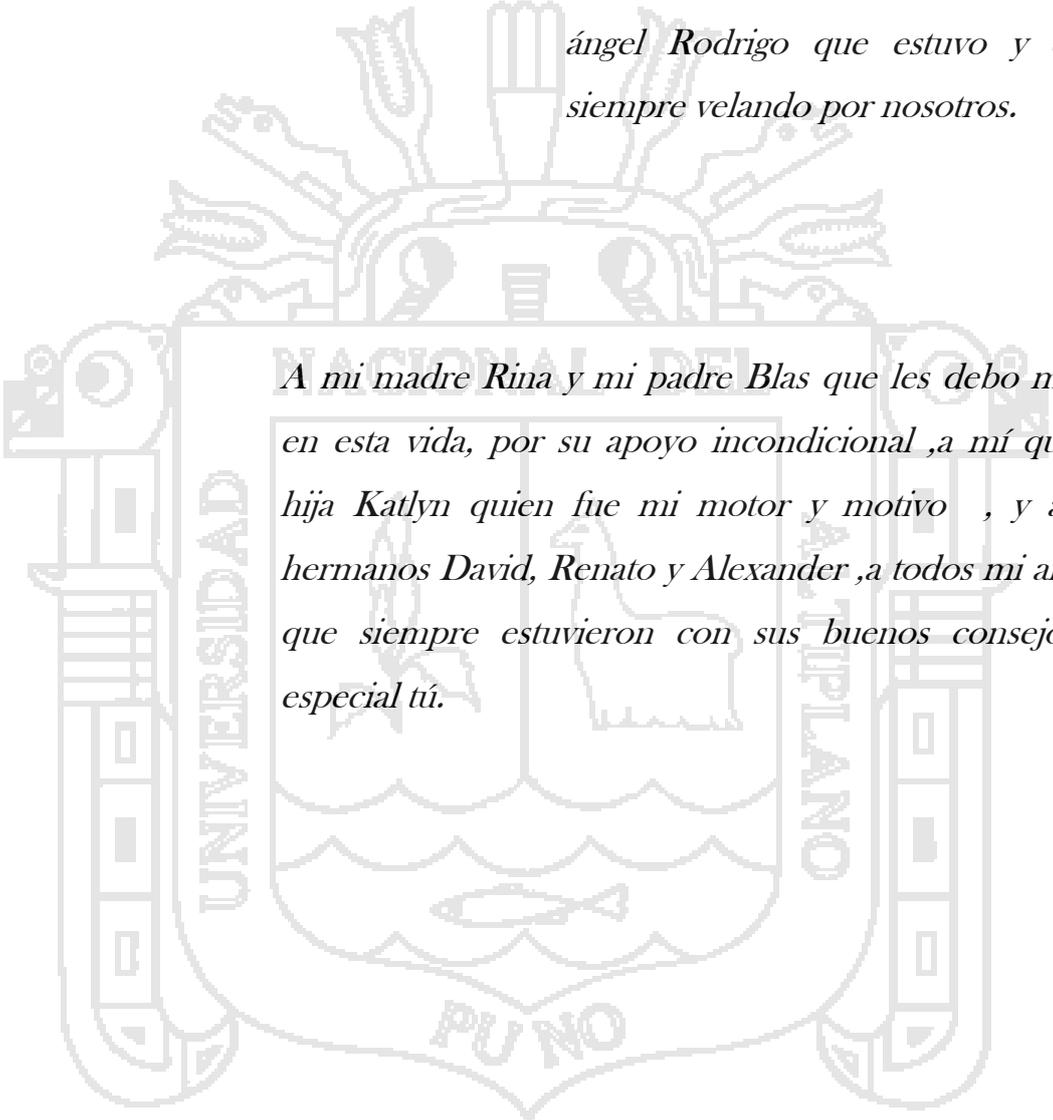 ángel Rodrigo que estuvo y
siempre velando por nosotros.
NACIONAL DEL
A mi madre Rina y mi padre Blas que les debo
en esta vida, por su apoyo incondicional ,a mí
hija Katlyn quien fue mi motor y motivo , y
hermanos David, Renato y Alexander ,a todos mi
que siempre estuvieron con sus buenos
especial tú.
UNIVERSIDAD
ALTIPLANO
PUNO